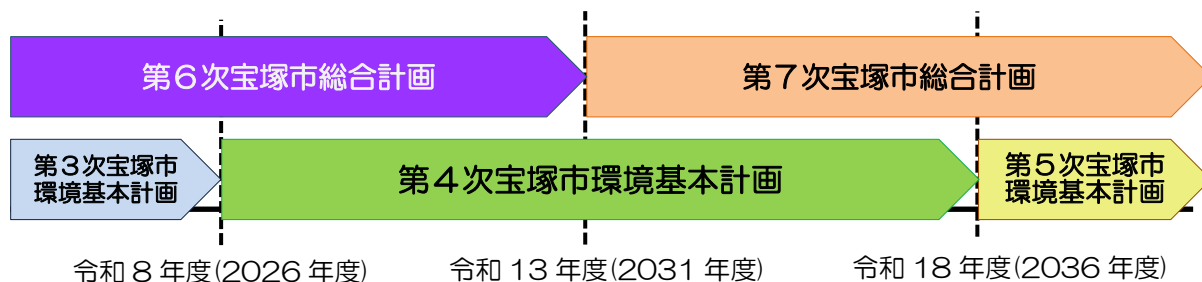 第６次宝塚市総合計画
第７次宝塚市総合計画
第３次宝塚市
環境基本計画
第４次宝塚市環境基本計画
第５次宝塚市
環境基本計画
令和 8 年度(2026 年度)
令和 13 年度(2031 年度)
令和 18 年度(2036 年度)